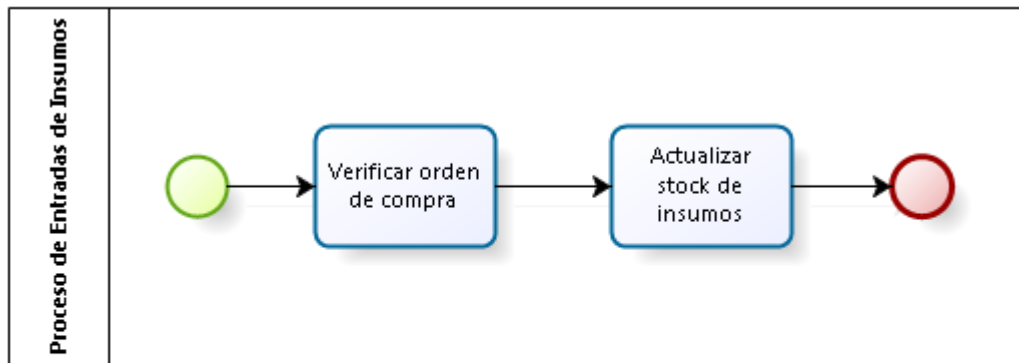 Proceso de Entradas de Insumos
Verificar orden
de compra
Actualizar
stock de
insumos